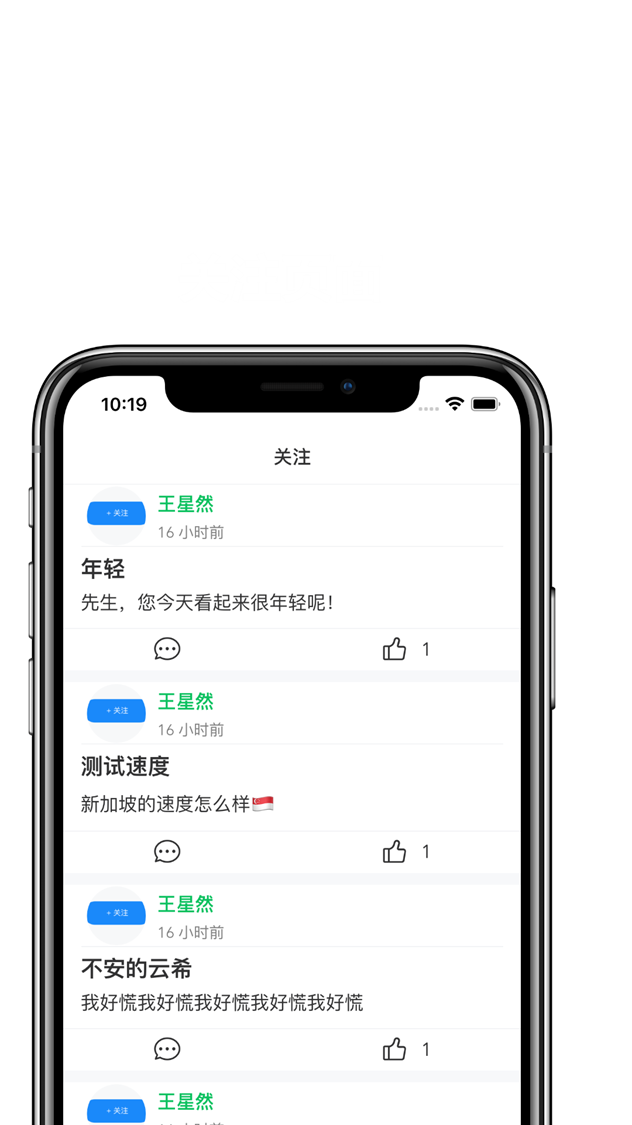 10:19
关注
+ 关注
王星然
16 小时前
年轻
先生，您今天看起来很年轻呢！
1
+ 关注
王星然
16 小时前
测试速度
新加坡的速度怎么样🇸🇬
1
+ 关注
王星然
16 小时前
不安的云希
我好慌我好慌我好慌我好慌我好慌
1
+ 关注
王星然